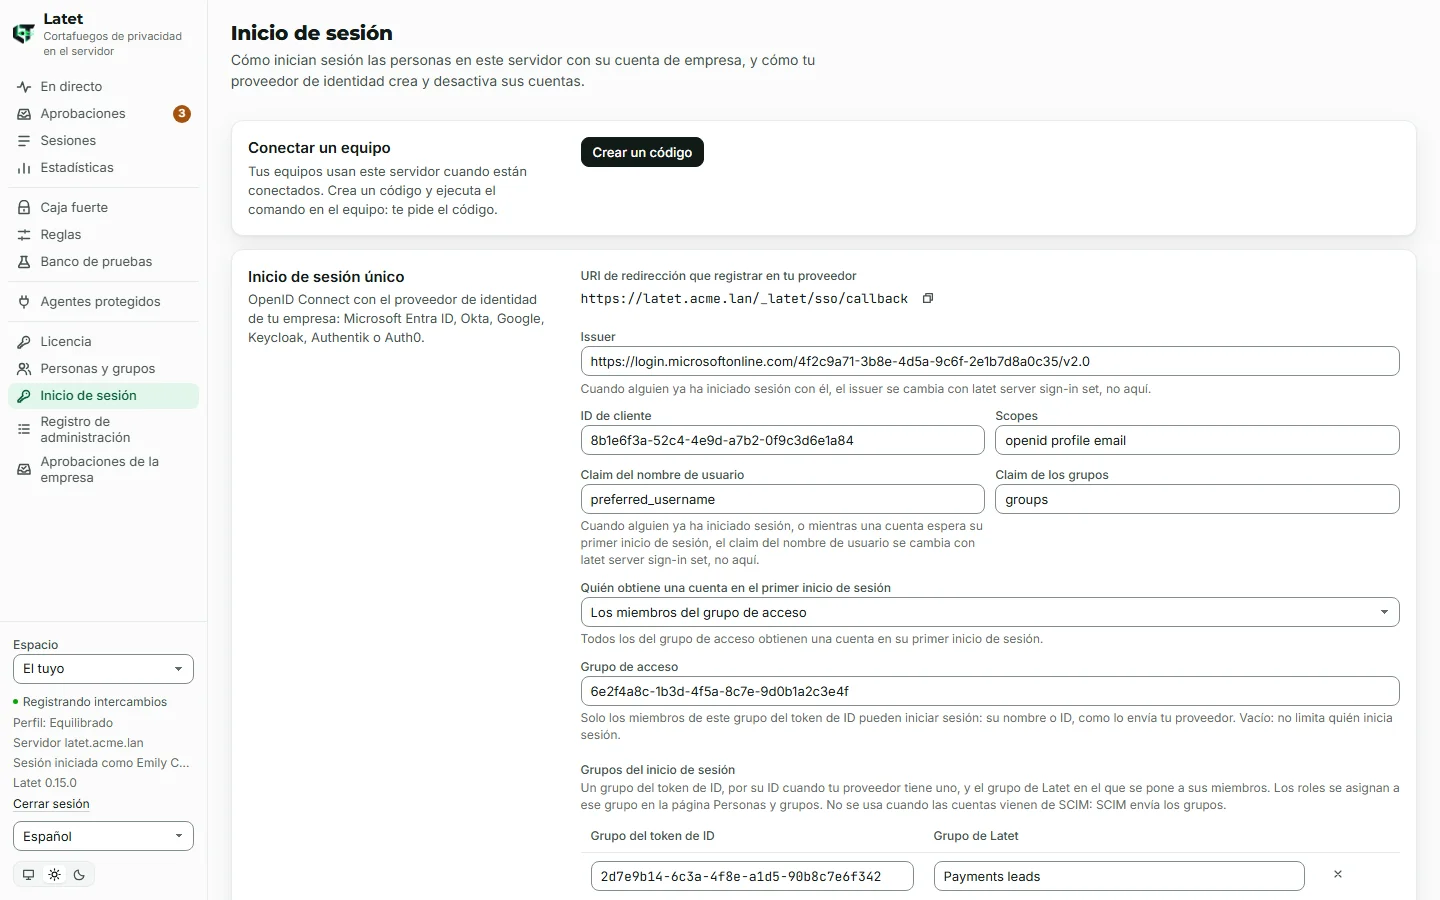 Latet
Cortafuegos de privacidad
en el servidor
En directo
Aprobaciones 3
Sesiones
Estadísticas
Caja fuerte
Reglas
Banco de pruebas
Agentes protegidos
Licencia
Personas y grupos
Inicio de sesión
Registro de
administración
Aprobaciones de la
empresa
Espacio
El tuyo
Registrando intercambios
Perfil: Equilibrado
Servidor latet.acme.lan
Sesión iniciada como Emily C...
Latet 0.15.0
Cerrar sesión
Español
Inicio de sesión
Cómo inician sesión las personas en este servidor con su cuenta de empresa, y cómo tu
proveedor de identidad crea y desactiva sus cuentas.
Conectar un equipo
Tus equipos usan este servidor cuando están
conectados. Crea un código y ejecuta el
comando en el equipo: te pide el código.
Crear un código
Inicio de sesión único
OpenID Connect con el proveedor de identidad
de tu empresa: Microsoft Entra ID, Okta, Google,
Keycloak, Authentik o Auth0.
URI de redirección que registrar en tu proveedor
https://latet.acme.lan/_latet/sso/callback
Issuer
https://login.microsoftonline.com/4f2c9a71-3b8e-4d5a-9c6f-2e1b7d8a0c35/v2.0
Cuando alguien ya ha iniciado sesión con él, el issuer se cambia con latet server sign-in set, no aquí.
ID de cliente
8b1e6f3a-52c4-4e9d-a7b2-0f9c3d6e1a84
Scopes
openid profile email
Claim del nombre de usuario
preferred_username
Claim de los grupos
groups
Cuando alguien ya ha iniciado sesión, o mientras una cuenta espera su
primer inicio de sesión, el claim del nombre de usuario se cambia con
latet server sign-in set, no aquí.
Quién obtiene una cuenta en el primer inicio de sesión
Los miembros del grupo de acceso
Todos los del grupo de acceso obtienen una cuenta en su primer inicio de sesión.
Grupo de acceso
6e2f4a8c-1b3d-4f5a-8c7e-9d0b1a2c3e4f
Solo los miembros de este grupo del token de ID pueden iniciar sesión: su nombre o ID, como lo envía tu proveedor. Vacío: no limita quién inicia
sesión.
Grupos del inicio de sesión
Un grupo del token de ID, por su ID cuando tu proveedor tiene uno, y el grupo de Latet en el que se pone a sus miembros. Los roles se asignan a
ese grupo en la página Personas y grupos. No se usa cuando las cuentas vienen de SCIM: SCIM envía los grupos.
Grupo del token de ID
Grupo de Latet
2d7e9b14-6c3a-4f8e-a1d5-90b8c7e6f342
Payments leads